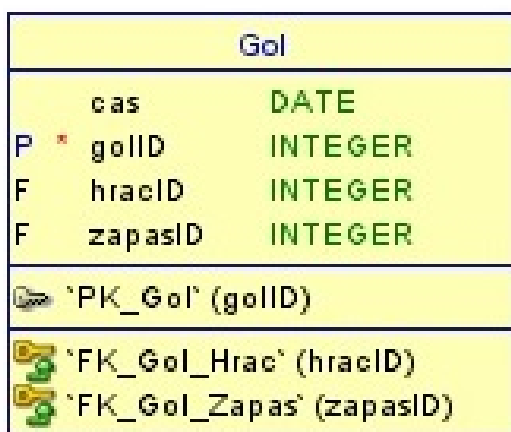 Gol
cas DATE
P * golID INTEGER
F hracID INTEGER
F zapasID INTEGER
`PK_Gol` (golID)
`FK_Gol_Hrac` (hracID)
`FK_Gol_Zapas` (zapasID)